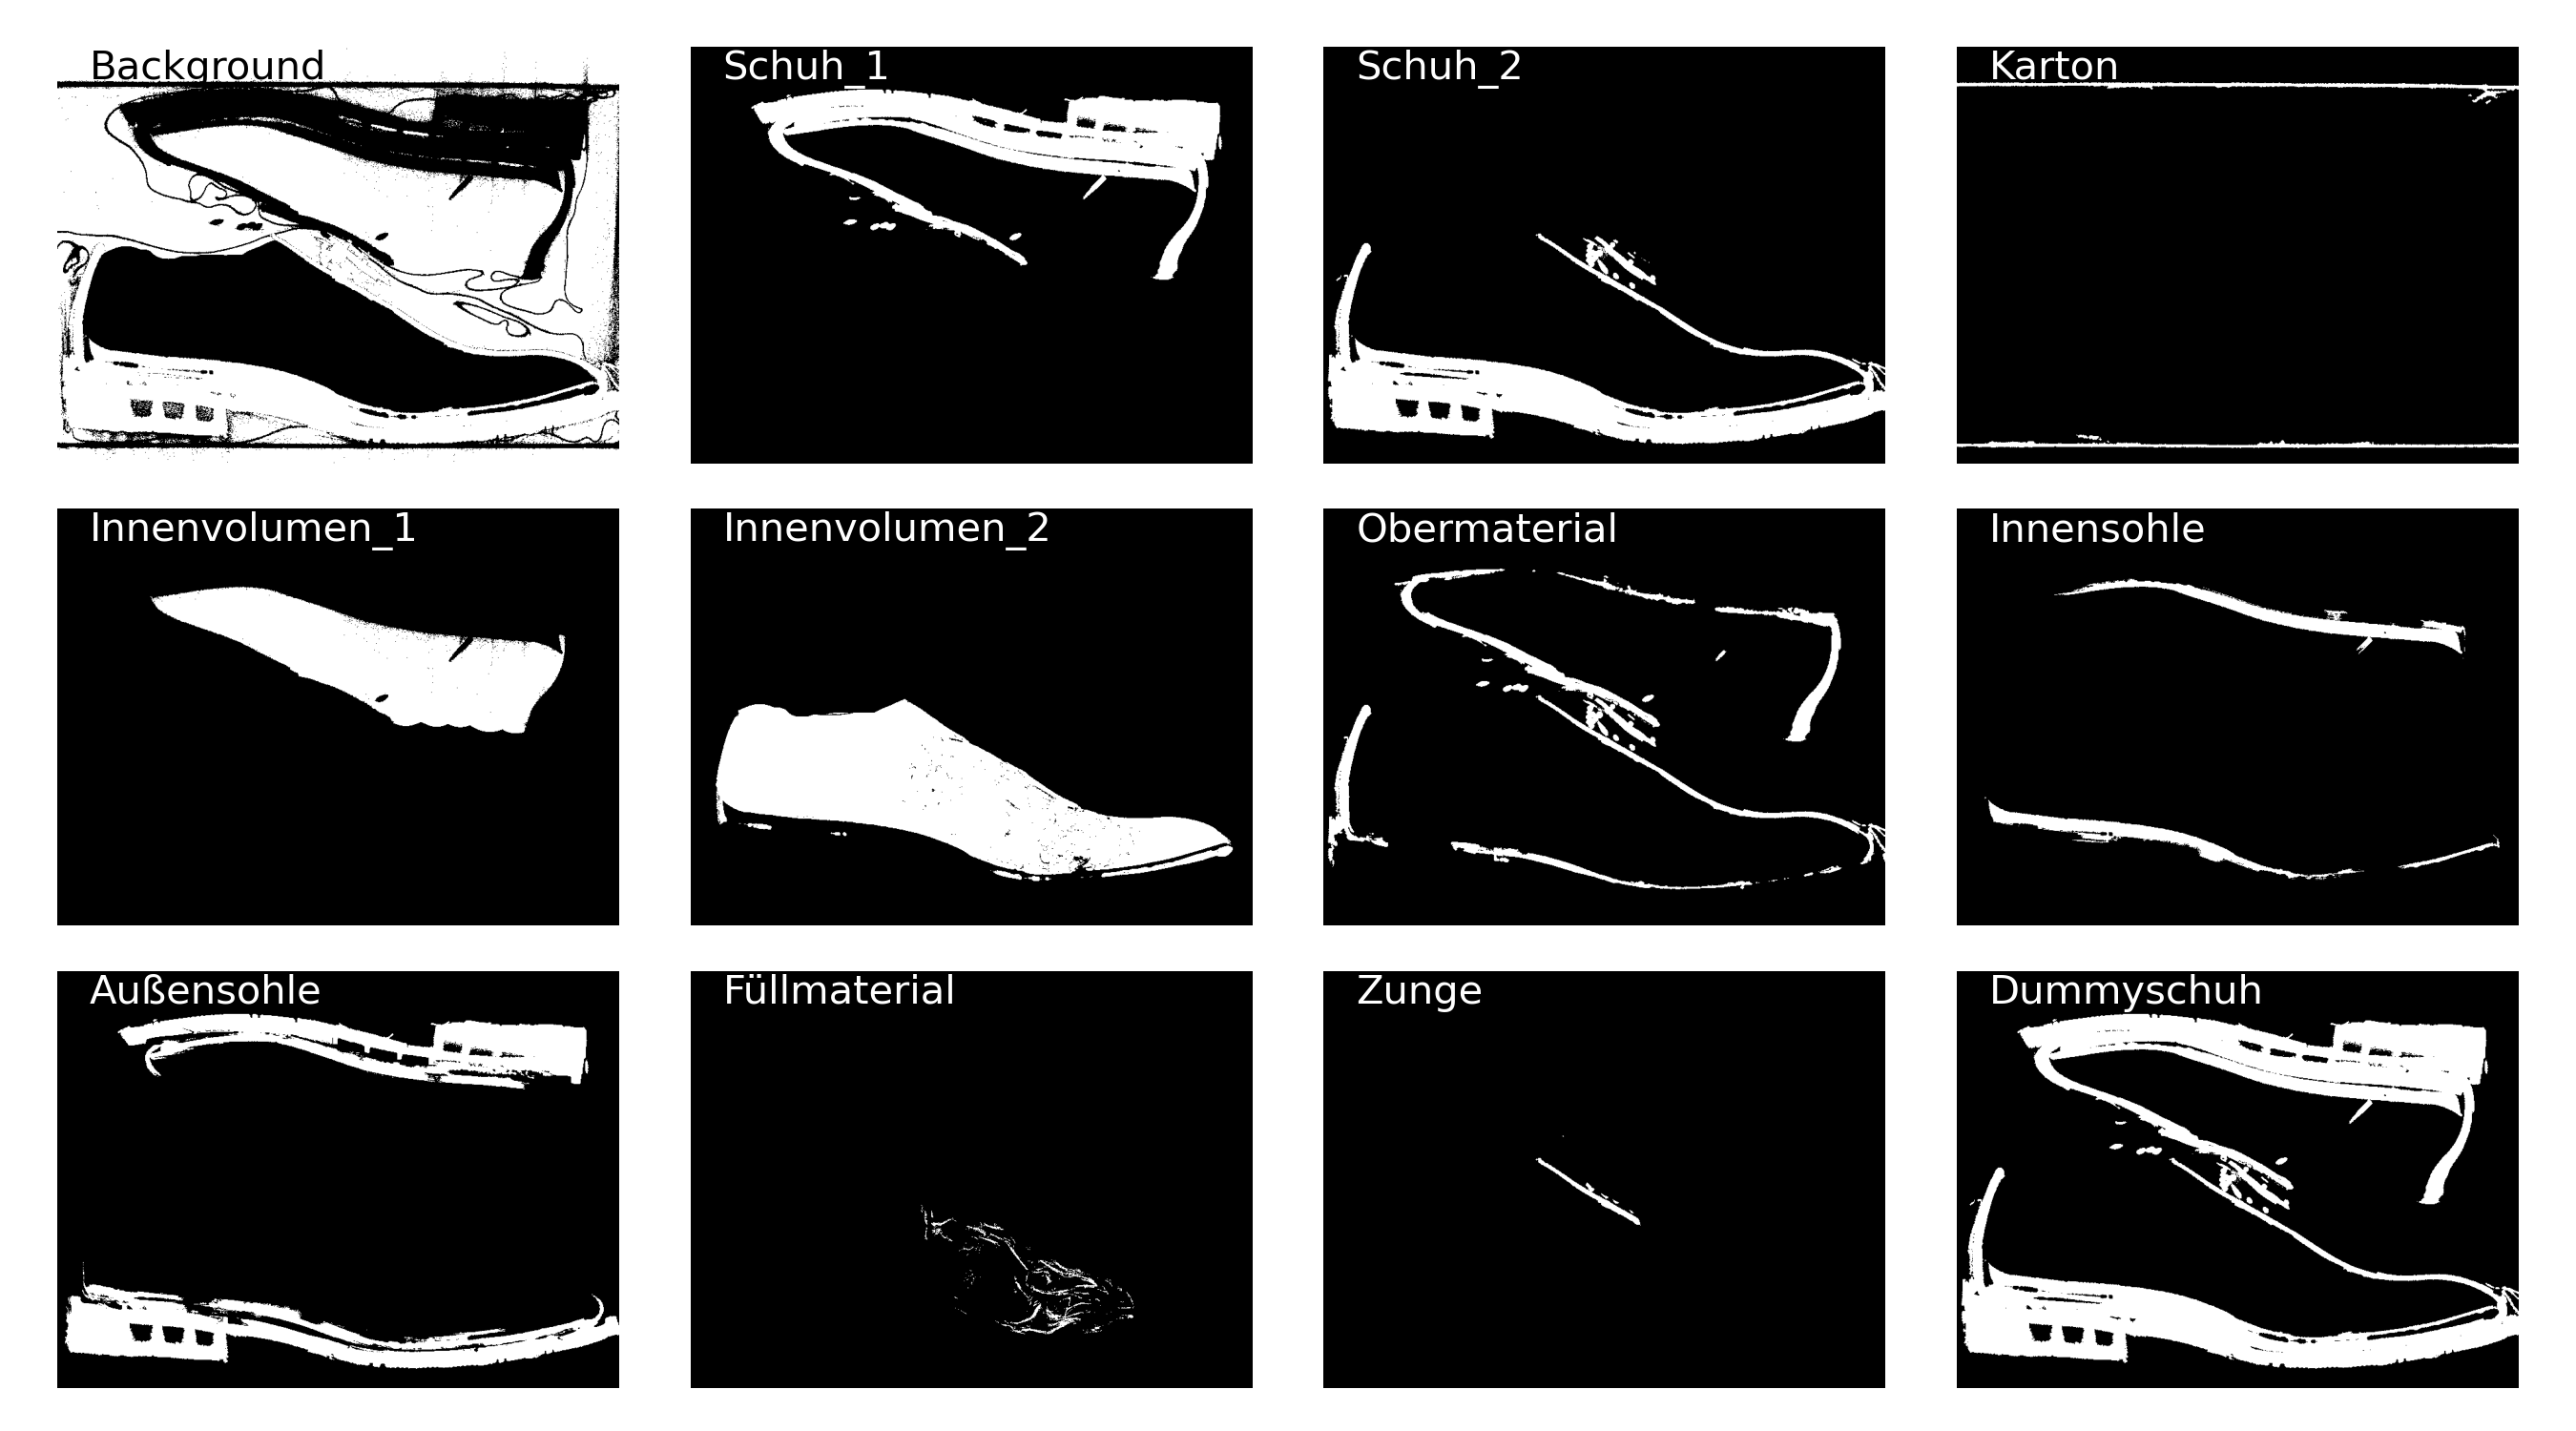 Background
Schuh_1
Schuh_2
Karton
Innenvolumen_1
Innenvolumen_2
Obermaterial
Innensohle
Außensohle
Füllmaterial
Zunge
Dummyschuh